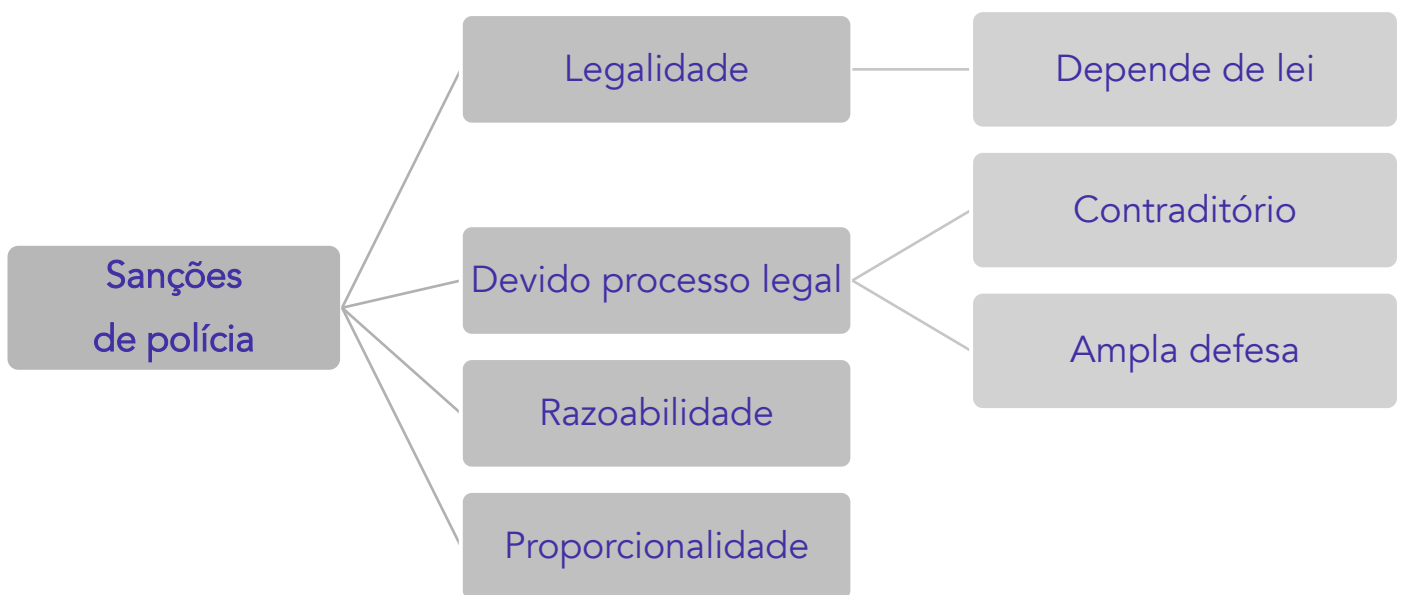 Sanções
de polícia
Legalidade
Depende de lei
Devido processo legal
Contraditório
Ampla defesa
Razoabilidade
Proporcionalidade